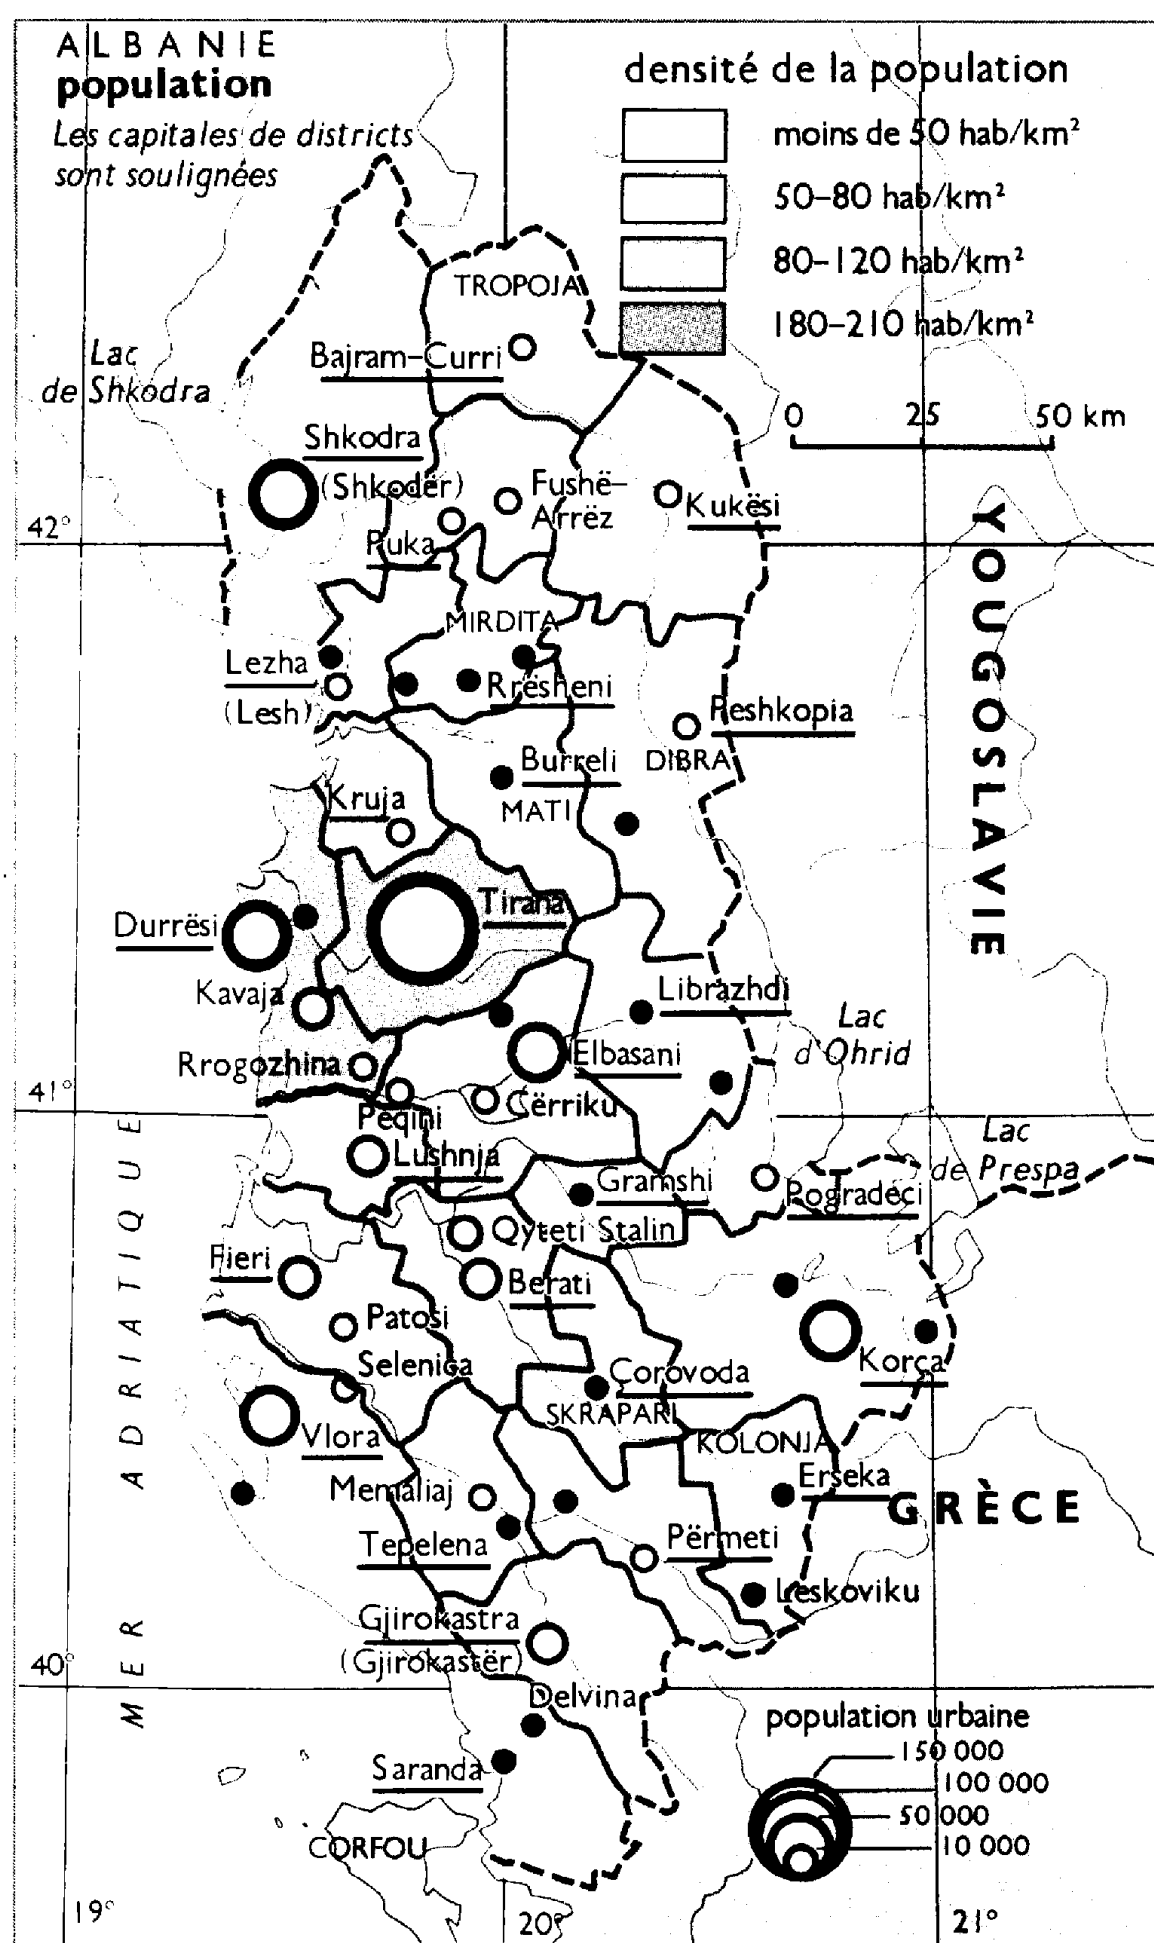 ALBANIE
population
Les capitales de districts
sont soulignées
densité de la population
moins de 50 hab/km²
50–80 hab/km²
80–120 hab/km²
180–210 hab/km²
0 25 50 km
TROPOJA
Bajram-Curri
Lac
de Shkodra
Shkodra
(Shkodër)
Fushë-
Arrëz
Kukësi
Puka
42°
YOUGOSLAVIE
MIRDITA
Lezha
(Lesh)
Rrësheni
Peshkopia
DIBRA
Burreli
MATI
Kruja
Tirana
Durrësi
Kavaja
Librazhdi
Lac
d'Ohrid
Elbasani
Rrogozhina
41°
Peqini
Cërriku
Lushnja
Lac
de Prespa
Gramshi
Pogradeci
Qyteti Stalin
Fieri
Berati
Patosi
Selenica
Korça
Çorovoda
SKRAPARI
KOLONJA
Vlora
Erseka
GRÈCE
Memaliaj
Tepelena
Përmeti
Leskoviku
MER ADRIATIQUE
Gjirokastra
(Gjirokastër)
40°
Delvina
Saranda
CORFOU
population urbaine
150 000
100 000
50 000
10 000
19°
20°
21°